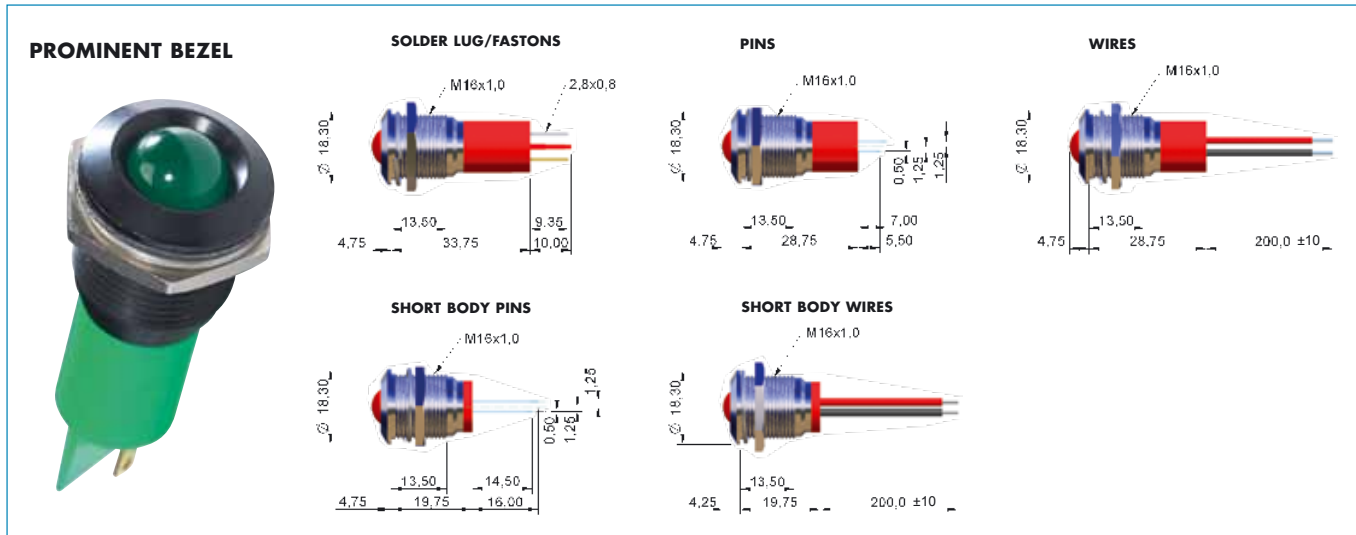 PROMINENT BEZEL
SOLDER LUG/FASTONS
M16x1,0
2,8x0,8
Ø 18,30
13,50
9,35
4,75
33,75
10,00
PINS
M16x1,0
Ø 18,30
0,50
1,25
1,25
13,50
7,00
4,75
28,75
5,50
WIRES
M16x1,0
Ø 18,30
13,50
4,75
28,75
200,0 ±10
SHORT BODY PINS
M16x1,0
Ø 18,30
0,50
1,25
1,25
13,50
14,50
4,75
19,75
16,00
SHORT BODY WIRES
M16x1,0
Ø 18,30
13,50
4,25
19,75
200,0 ±10